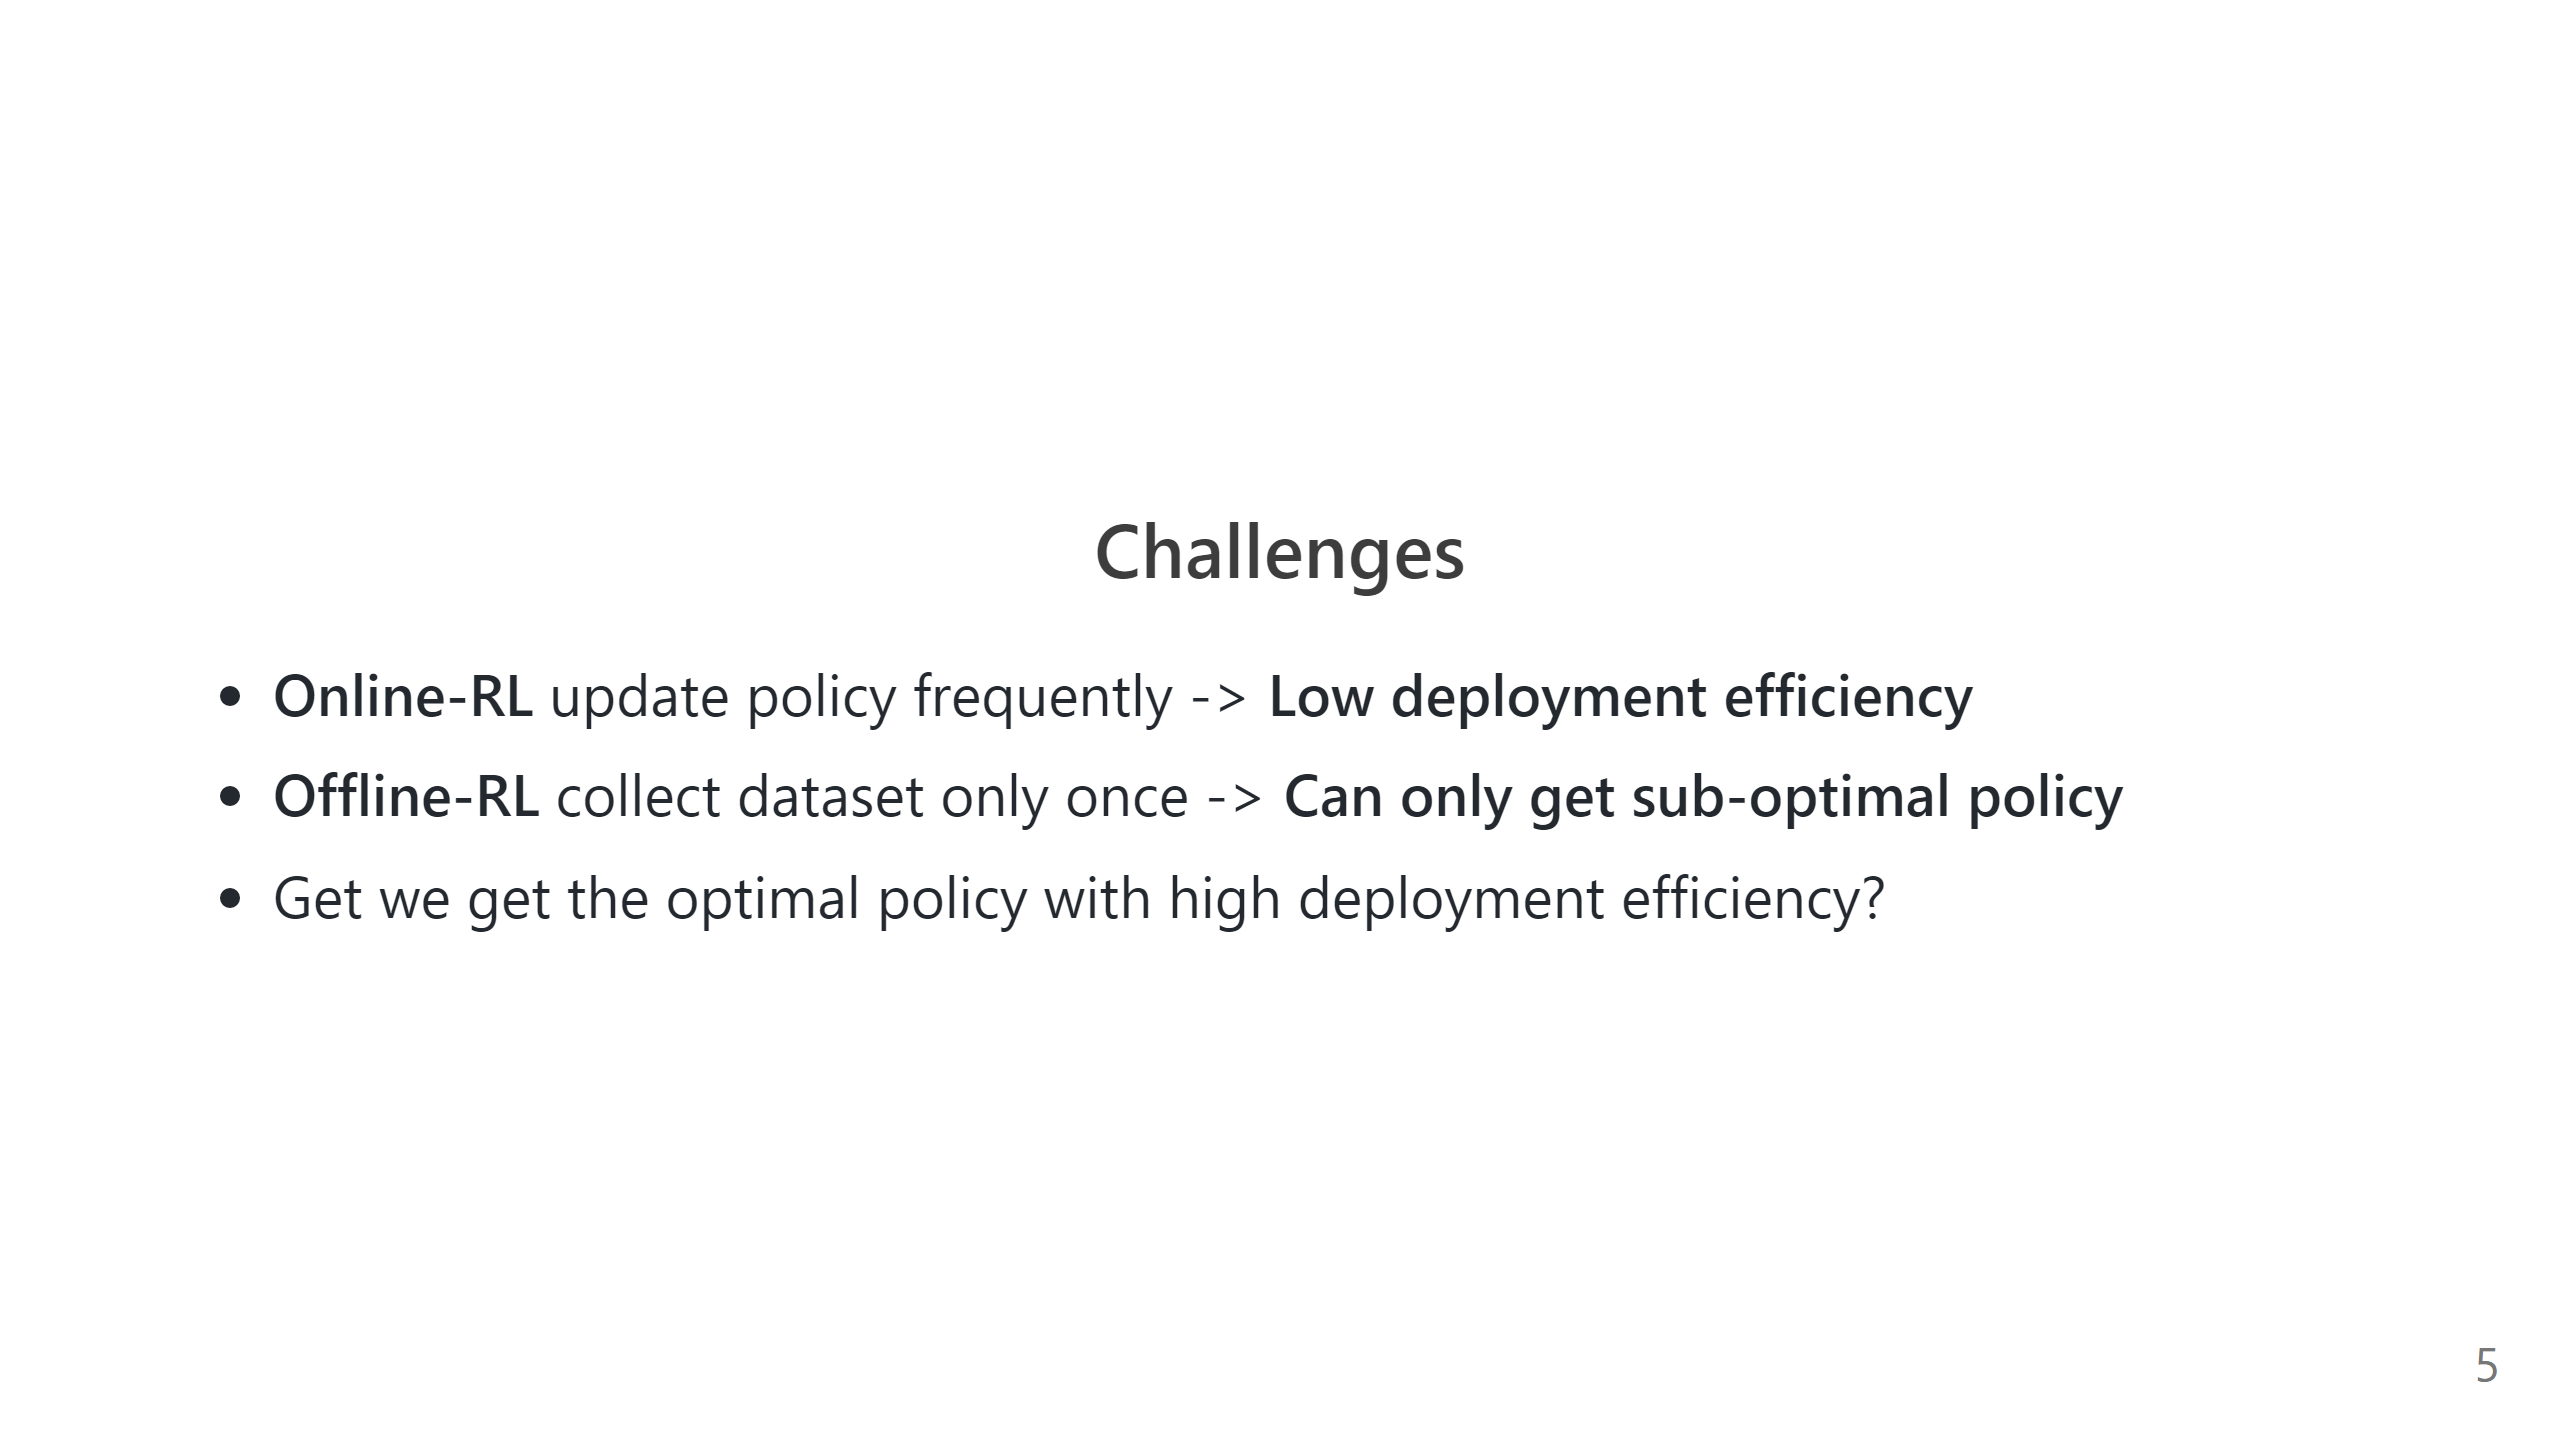 Challenges
• Online-RL update policy frequently -> Low deployment efficiency
• Offline-RL collect dataset only once -> Can only get sub-optimal policy
• Get we get the optimal policy with high deployment efficiency?
5